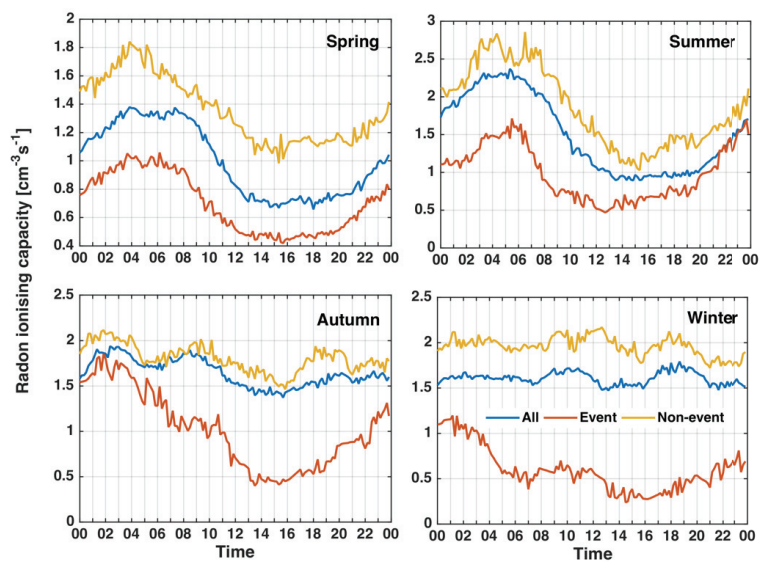 Radon ionising capacity [cm⁻³s⁻¹]
Spring
1.8
1.6
1.4
1.2
1
0.8
0.6
0.4
2
00 02 04 06 08 10 12 14 16 18 20 22 00
Summer
3
2.5
2
1.5
1
0.5
0
00 02 04 06 08 10 12 14 16 18 20 22 00
Autumn
2.5
2
1.5
1
0.5
0
00 02 04 06 08 10 12 14 16 18 20 22 00
Time
Winter
2.5
2
1.5
1
0.5
0
All Event Non-event
00 02 04 06 08 10 12 14 16 18 20 22 00
Time